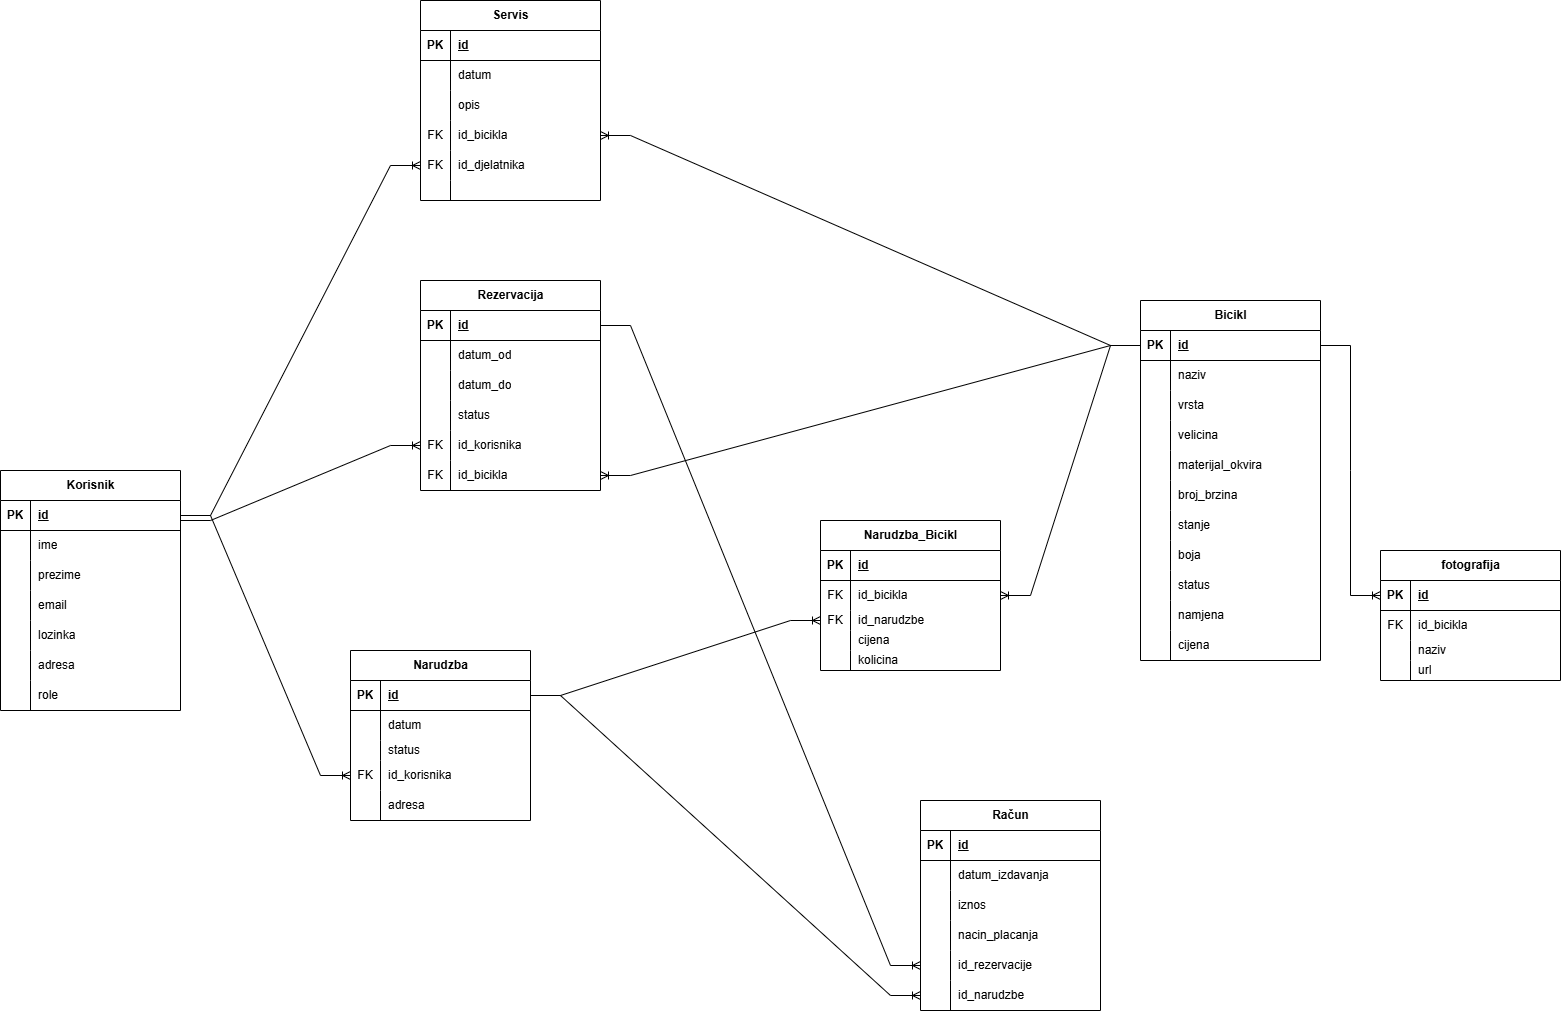 Servis
PK id
datum
opis
FK id_bicikla
FK id_djelatnika
Rezervacija
PK id
datum_od
datum_do
status
FK id_korisnika
FK id_bicikla
Bicikl
PK id
naziv
vrsta
velicina
materijal_okvira
broj_brzina
stanje
boja
status
namjena
cijena
Korisnik
PK id
ime
prezime
email
lozinka
adresa
role
Narudzba_Bicikl
PK id
FK id_bicikla
FK id_narudzbe
cijena
kolicina
fotografija
PK id
FK id_bicikla
naziv
url
Narudzba
PK id
datum
status
FK id_korisnika
adresa
Račun
PK id
datum_izdavanja
iznos
nacin_placanja
id_rezervacije
id_narudzbe